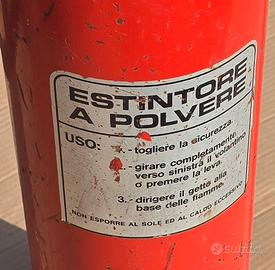 ESTINTORE
A POLVERE
USO: 1.- togliere la sicurezza.
- girare completamente
verso sinistra il volantino
o premere la leva.
3.- dirigere il getto alla
base delle fiamme.
NON ESPORRE AL SOLE ED AL CALDO ECCESSIVO
subito